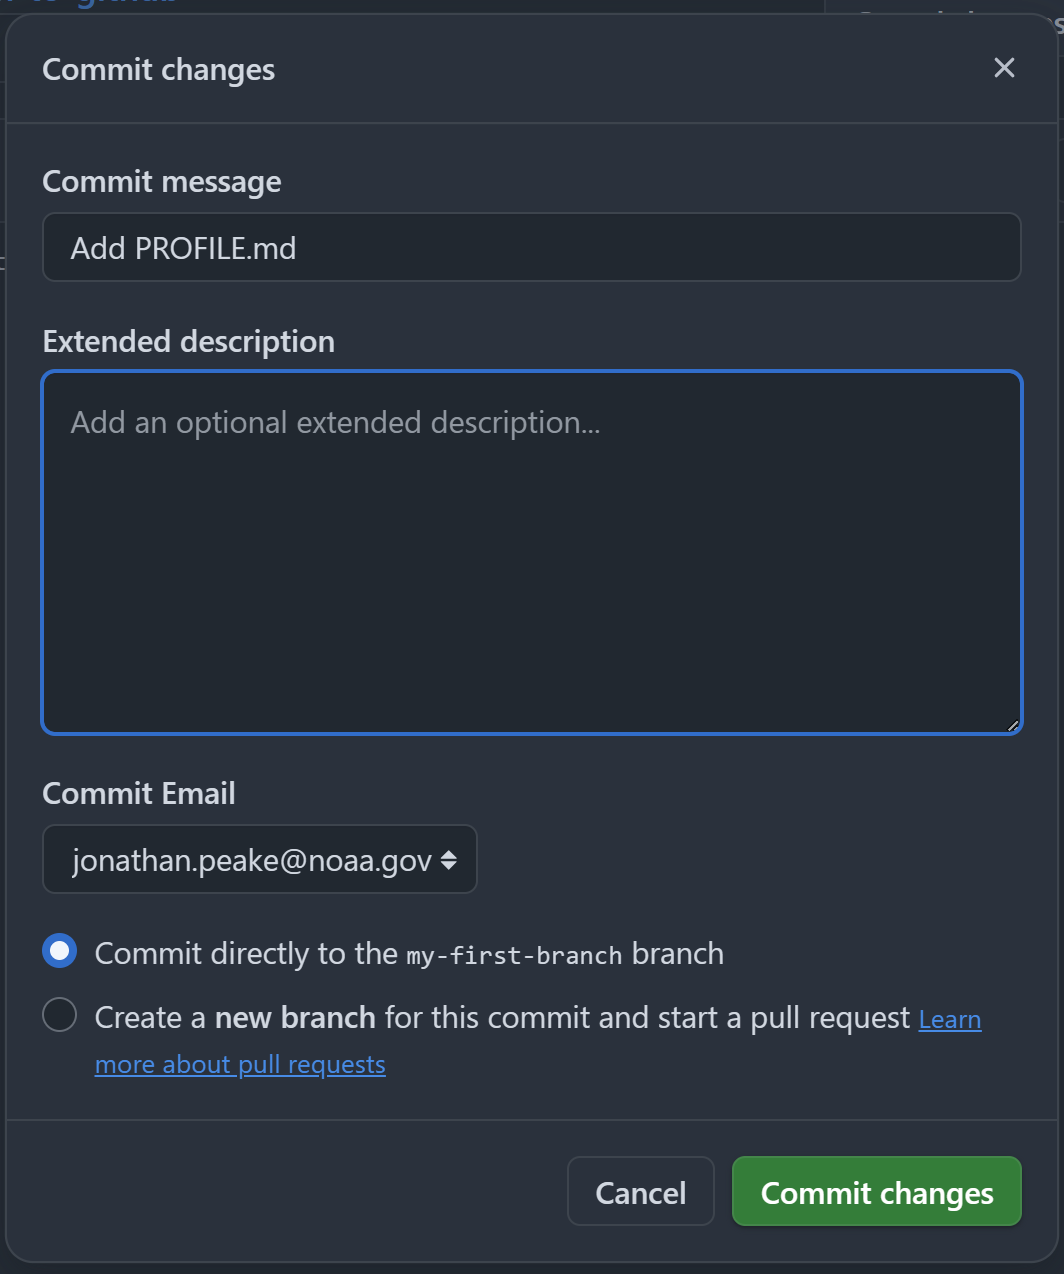 Commit changes
Commit message
Add PROFILE.md
Extended description
Add an optional extended description...
Commit Email
jonathan.peake@noaa.gov
Commit directly to the my-first-branch branch
Create a new branch for this commit and start a pull request Learn
more about pull requests
Cancel
Commit changes